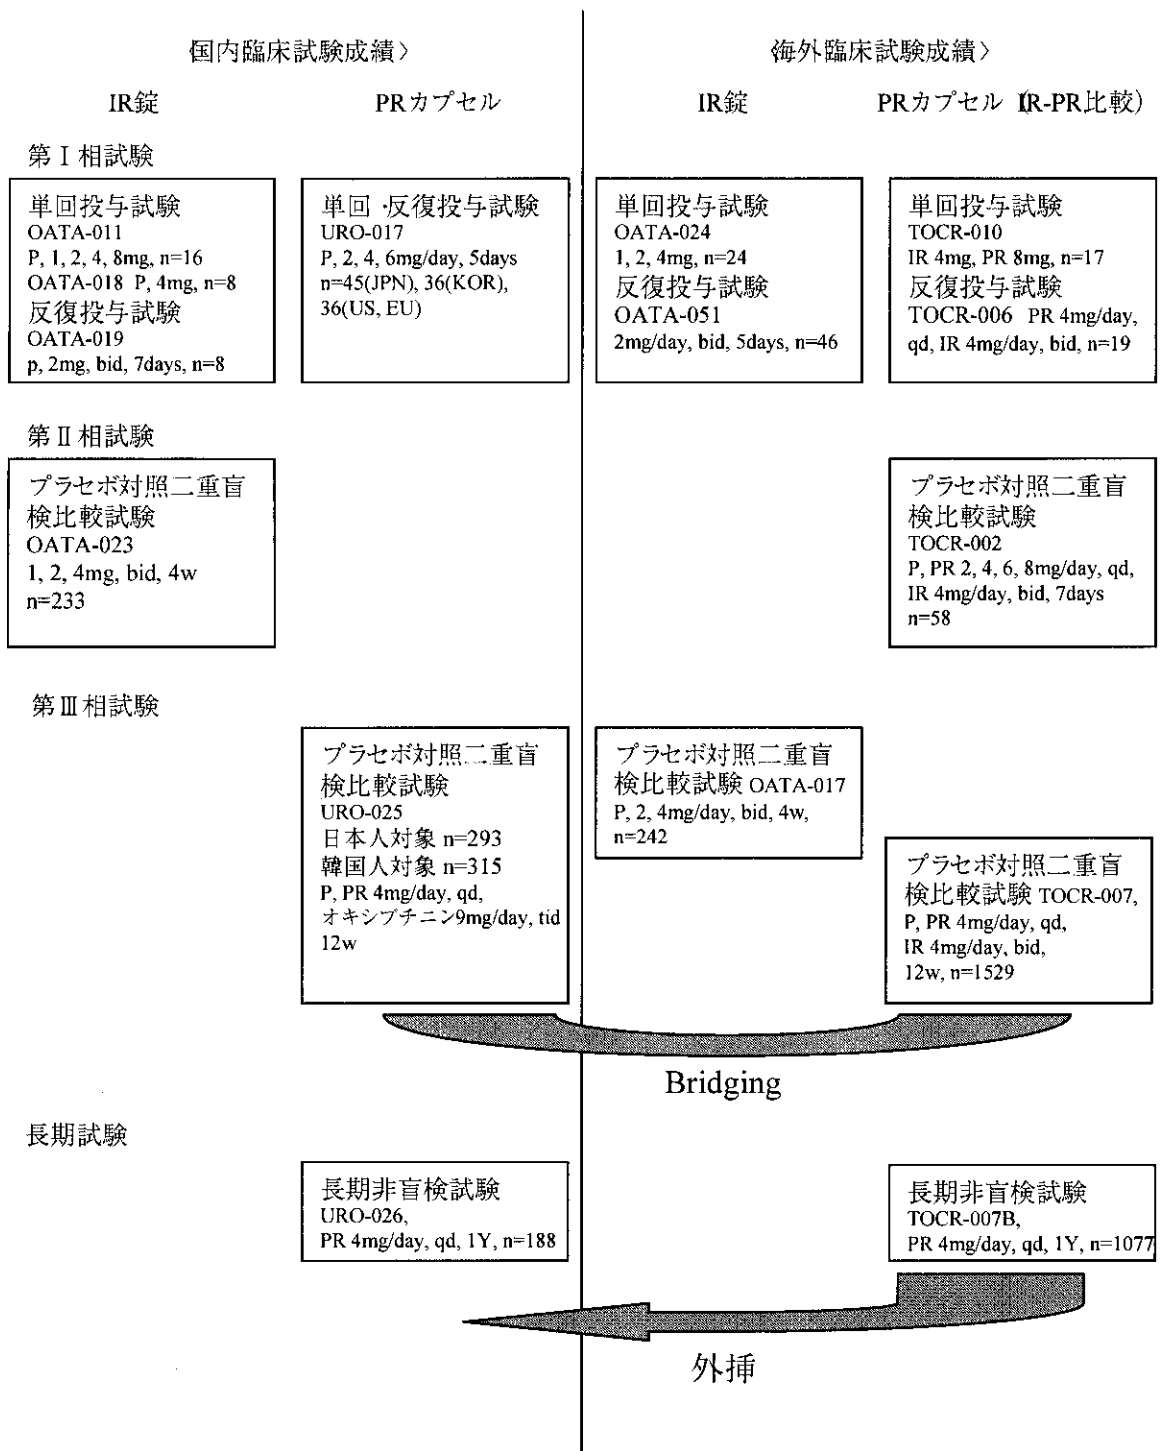 〈国内臨床試験成績〉
〈海外臨床試験成績〉
IR錠
PRカプセル
IR錠
PRカプセル (IR-PR比較)
第Ⅰ相試験
単回投与試験
OATA-011
P, 1, 2, 4, 8mg, n=16
OATA-018 P, 4mg, n=8
反復投与試験
OATA-019
p, 2mg, bid, 7days, n=8
単回・反復投与試験
URO-017
P, 2, 4, 6mg/day, 5days
n=45(JPN), 36(KOR),
36(US, EU)
単回投与試験
OATA-024
1, 2, 4mg, n=24
反復投与試験
OATA-051
2mg/day, bid, 5days, n=46
単回投与試験
TOCR-010
IR 4mg, PR 8mg, n=17
反復投与試験
TOCR-006 PR 4mg/day,
qd, IR 4mg/day, bid, n=19
第Ⅱ相試験
プラセボ対照二重盲
検比較試験
OATA-023
1, 2, 4mg, bid, 4w
n=233
プラセボ対照二重盲
検比較試験
TOCR-002
P, PR 2, 4, 6, 8mg/day, qd,
IR 4mg/day, bid, 7days
n=58
第Ⅲ相試験
プラセボ対照二重盲
検比較試験
URO-025
日本人対象 n=293
韓国人対象 n=315
P, PR 4mg/day, qd,
オキシブチニン9mg/day, tid
12w
プラセボ対照二重盲
検比較試験 OATA-017
P, 2, 4mg/day, bid, 4w,
n=242
プラセボ対照二重盲
検比較試験 TOCR-007,
P, PR 4mg/day, qd,
IR 4mg/day, bid,
12w, n=1529
Bridging
長期試験
長期非盲検試験
URO-026,
PR 4mg/day, qd, 1Y, n=188
長期非盲検試験
TOCR-007B,
PR 4mg/day, qd, 1Y, n=1077
外挿